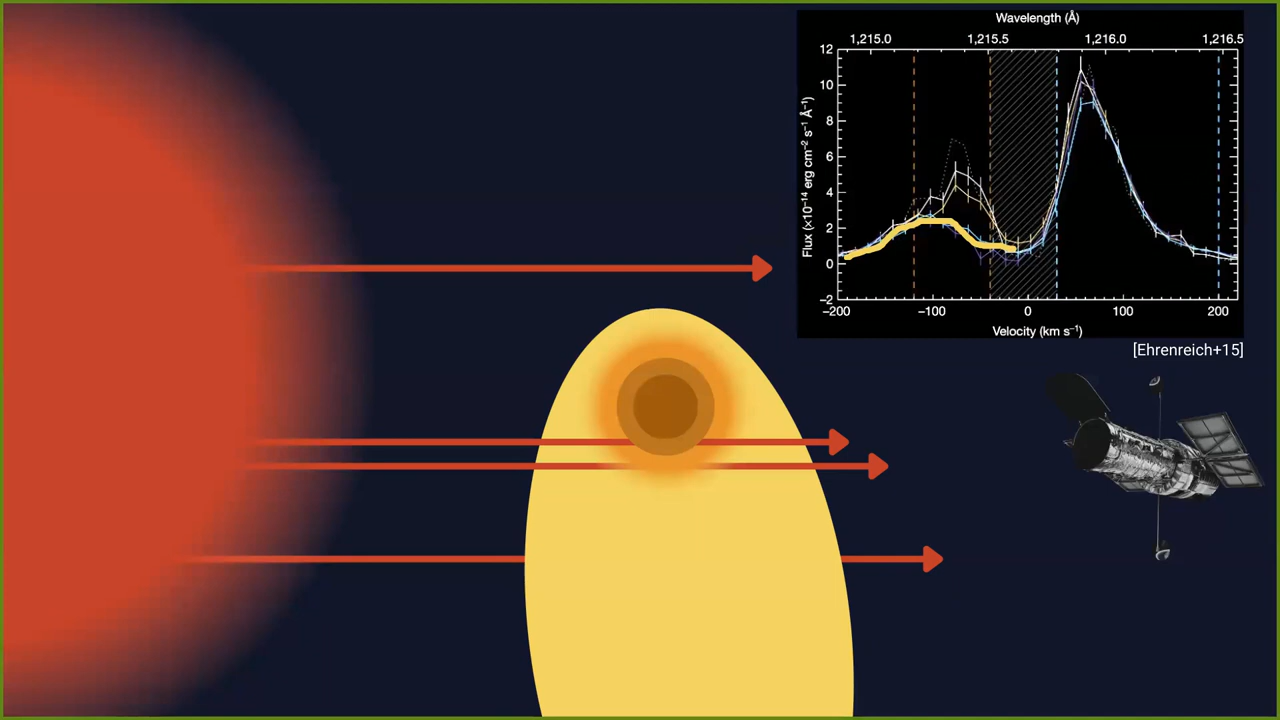 Wavelength (Å)
1,215.0 1,215.5 1,216.0 1,216.5
12
10
8
6
4
2
0
−2
Flux (×10⁻¹⁴ erg cm⁻² s⁻¹ Å⁻¹)
−200 −100 0 100 200
Velocity (km s⁻¹)
[Ehrenreich+15]